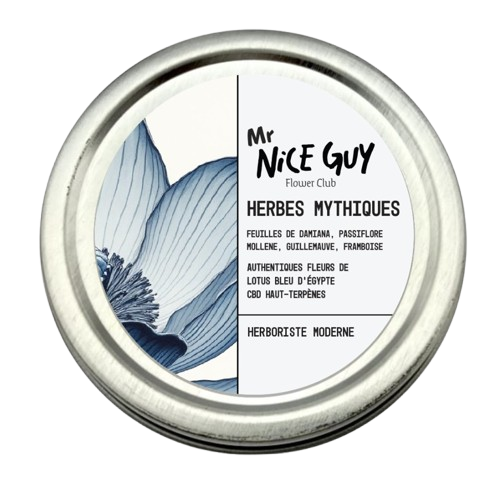 Mr
NiCE GUY
Flower Club
HERBES MYTHIQUES
FEUILLES DE DAMIANA, PASSIFLORE
MOLLENE, GUILLEMAUVE, FRAMBOISE
AUTHENTIQUES FLEURS DE
LOTUS BLEU D'ÉGYPTE
CBD HAUT-TERPÈNES
HERBORISTE MODERNE